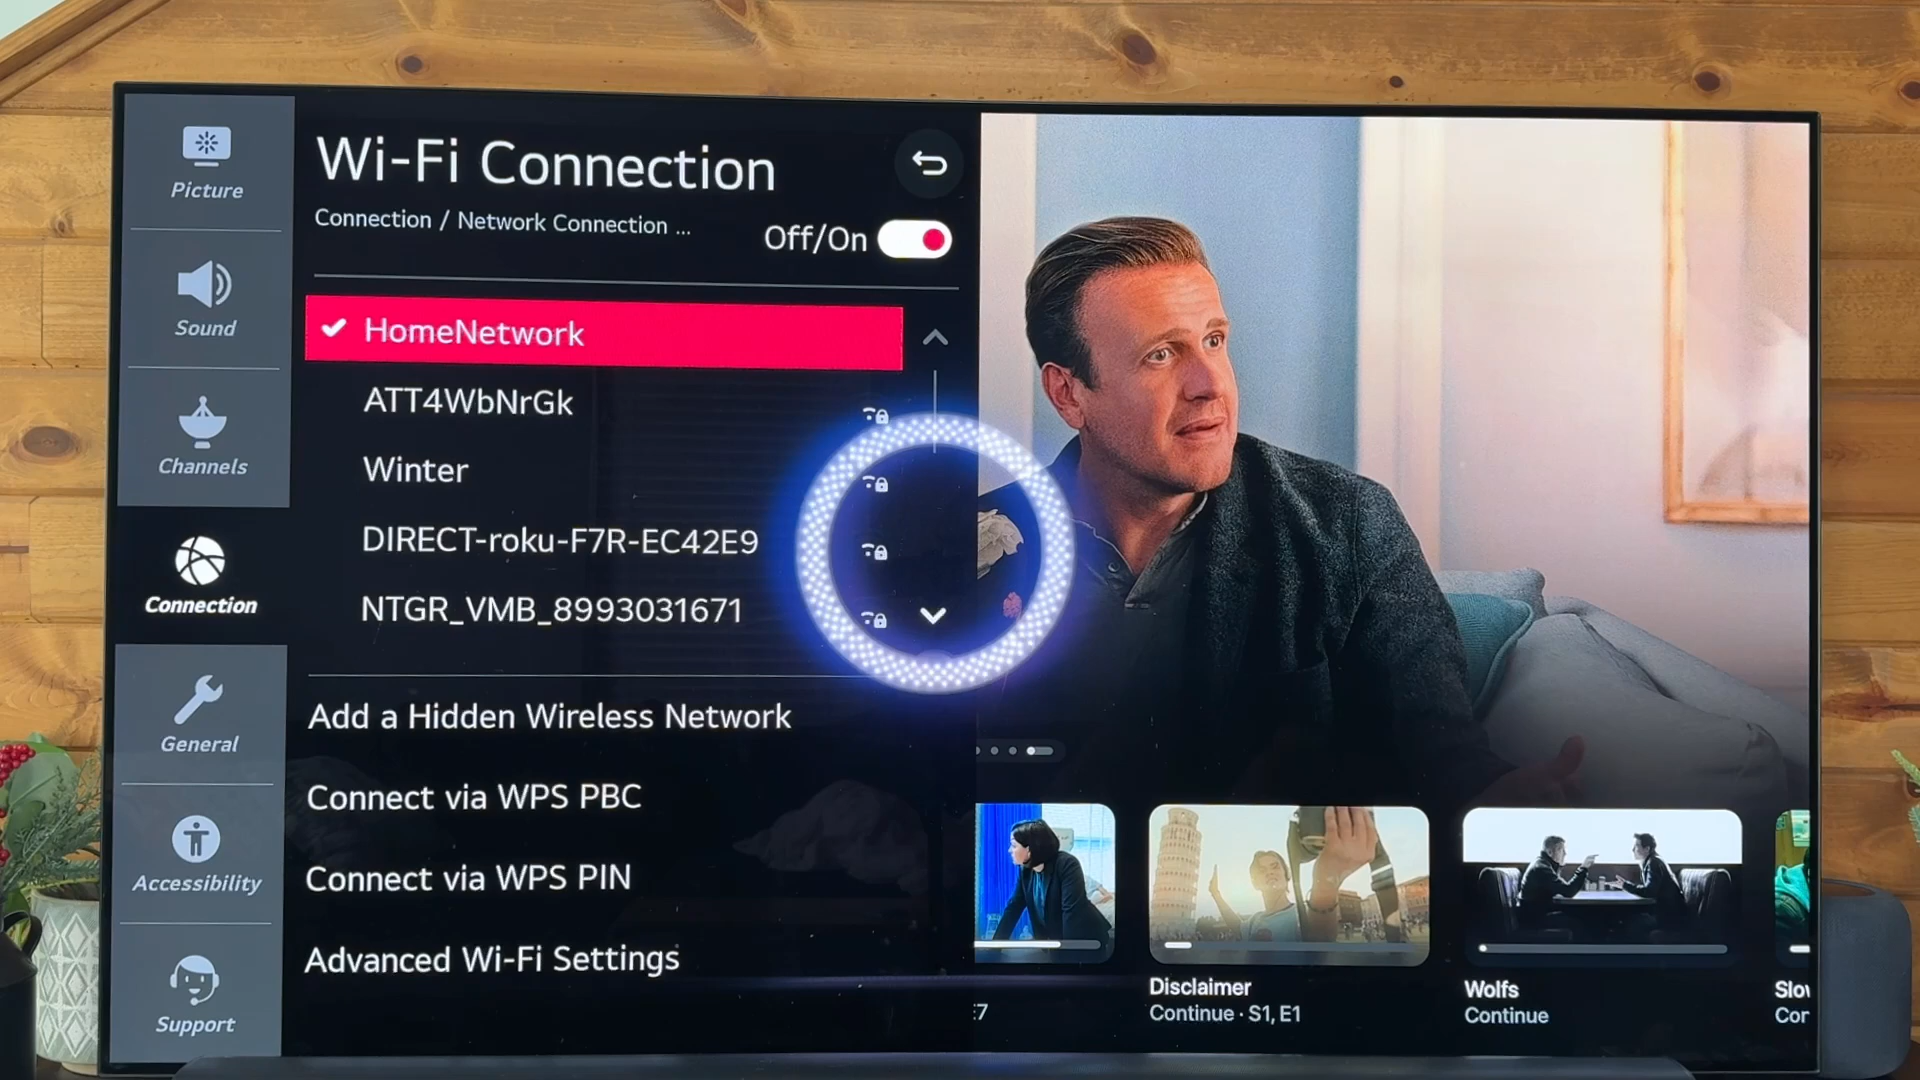 Picture
Sound
Channels
Connection
General
Accessibility
Support
Wi-Fi Connection
Connection / Network Connection ...
Off/On
HomeNetwork
ATT4WbNrGk
Winter
DIRECT-roku-F7R-EC42E9
NTGR_VMB_8993031671
Add a Hidden Wireless Network
Connect via WPS PBC
Connect via WPS PIN
Advanced Wi-Fi Settings
Disclaimer
Continue · S1, E1
Wolfs
Continue